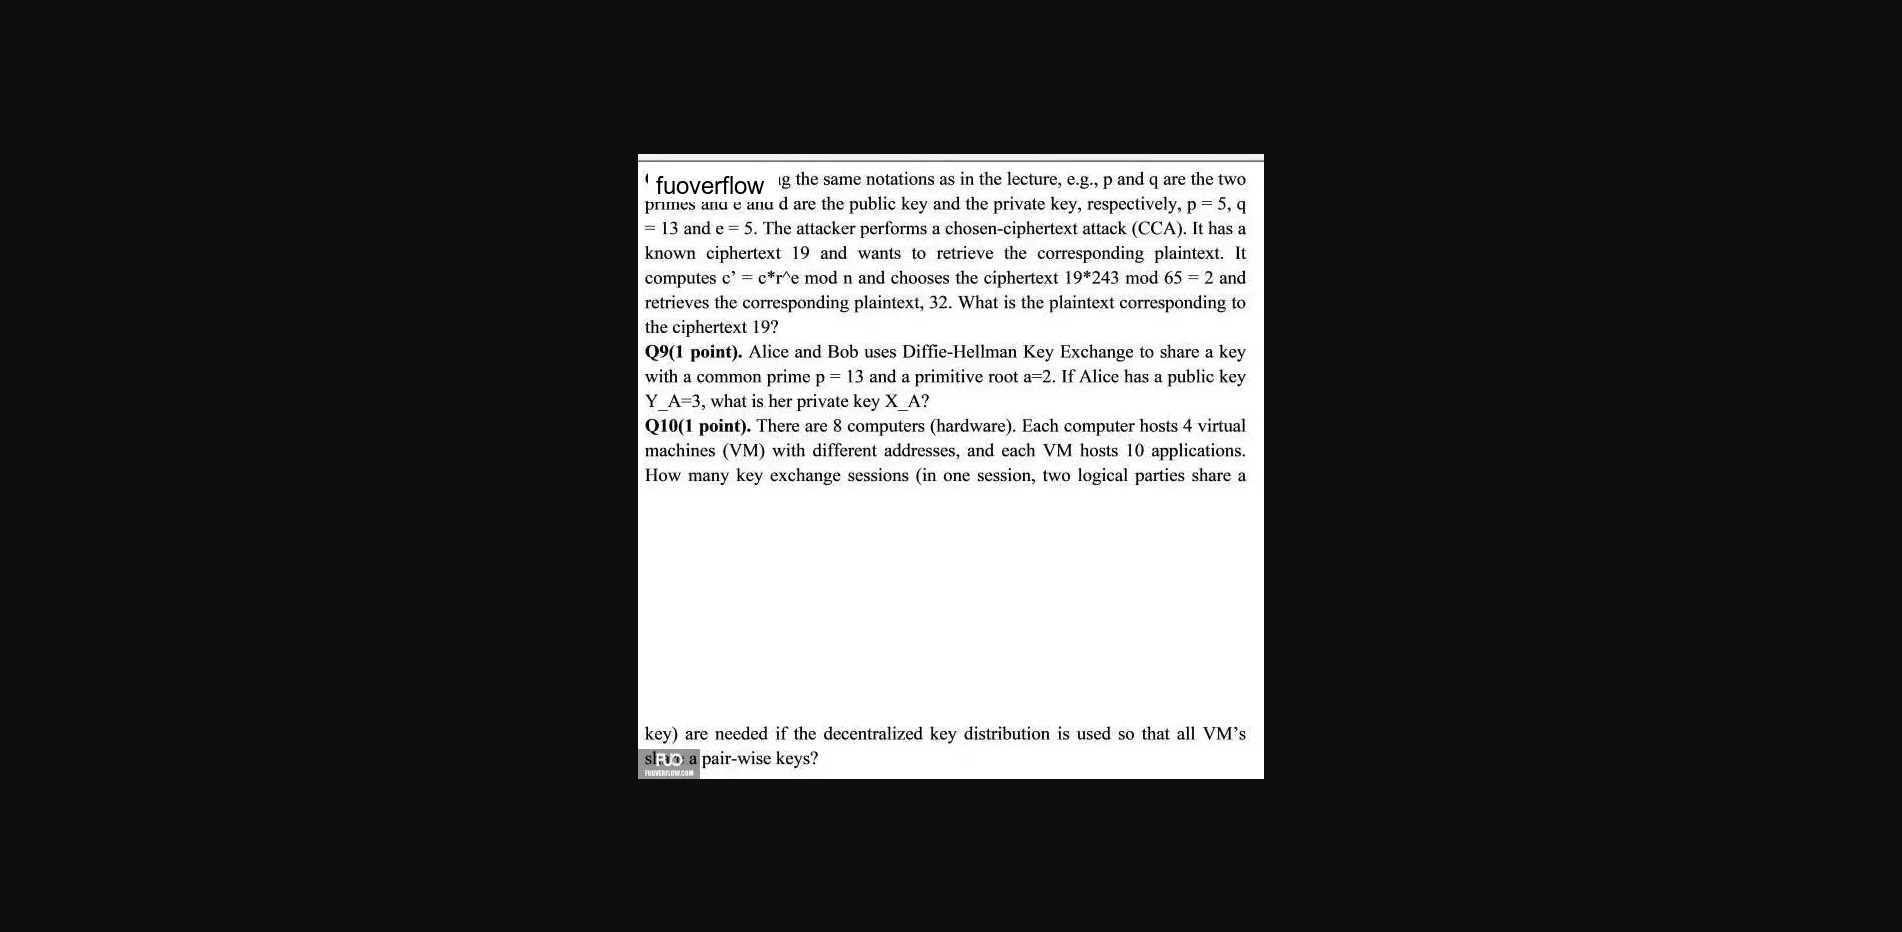 fuoverflow
g the same notations as in the lecture, e.g., p and q are the two
primes and e and d are the public key and the private key, respectively, p = 5, q
= 13 and e = 5. The attacker performs a chosen-ciphertext attack (CCA). It has a
known ciphertext 19 and wants to retrieve the corresponding plaintext. It
computes c’ = c*r^e mod n and chooses the ciphertext 19*243 mod 65 = 2 and
retrieves the corresponding plaintext, 32. What is the plaintext corresponding to
the ciphertext 19?
Q9(1 point). Alice and Bob uses Diffie-Hellman Key Exchange to share a key
with a common prime p = 13 and a primitive root a=2. If Alice has a public key
Y_A=3, what is her private key X_A?
Q10(1 point). There are 8 computers (hardware). Each computer hosts 4 virtual
machines (VM) with different addresses, and each VM hosts 10 applications.
How many key exchange sessions (in one session, two logical parties share a
key) are needed if the decentralized key distribution is used so that all VM’s
a pair-wise keys?
FUO
FUOVERFLOW.COM